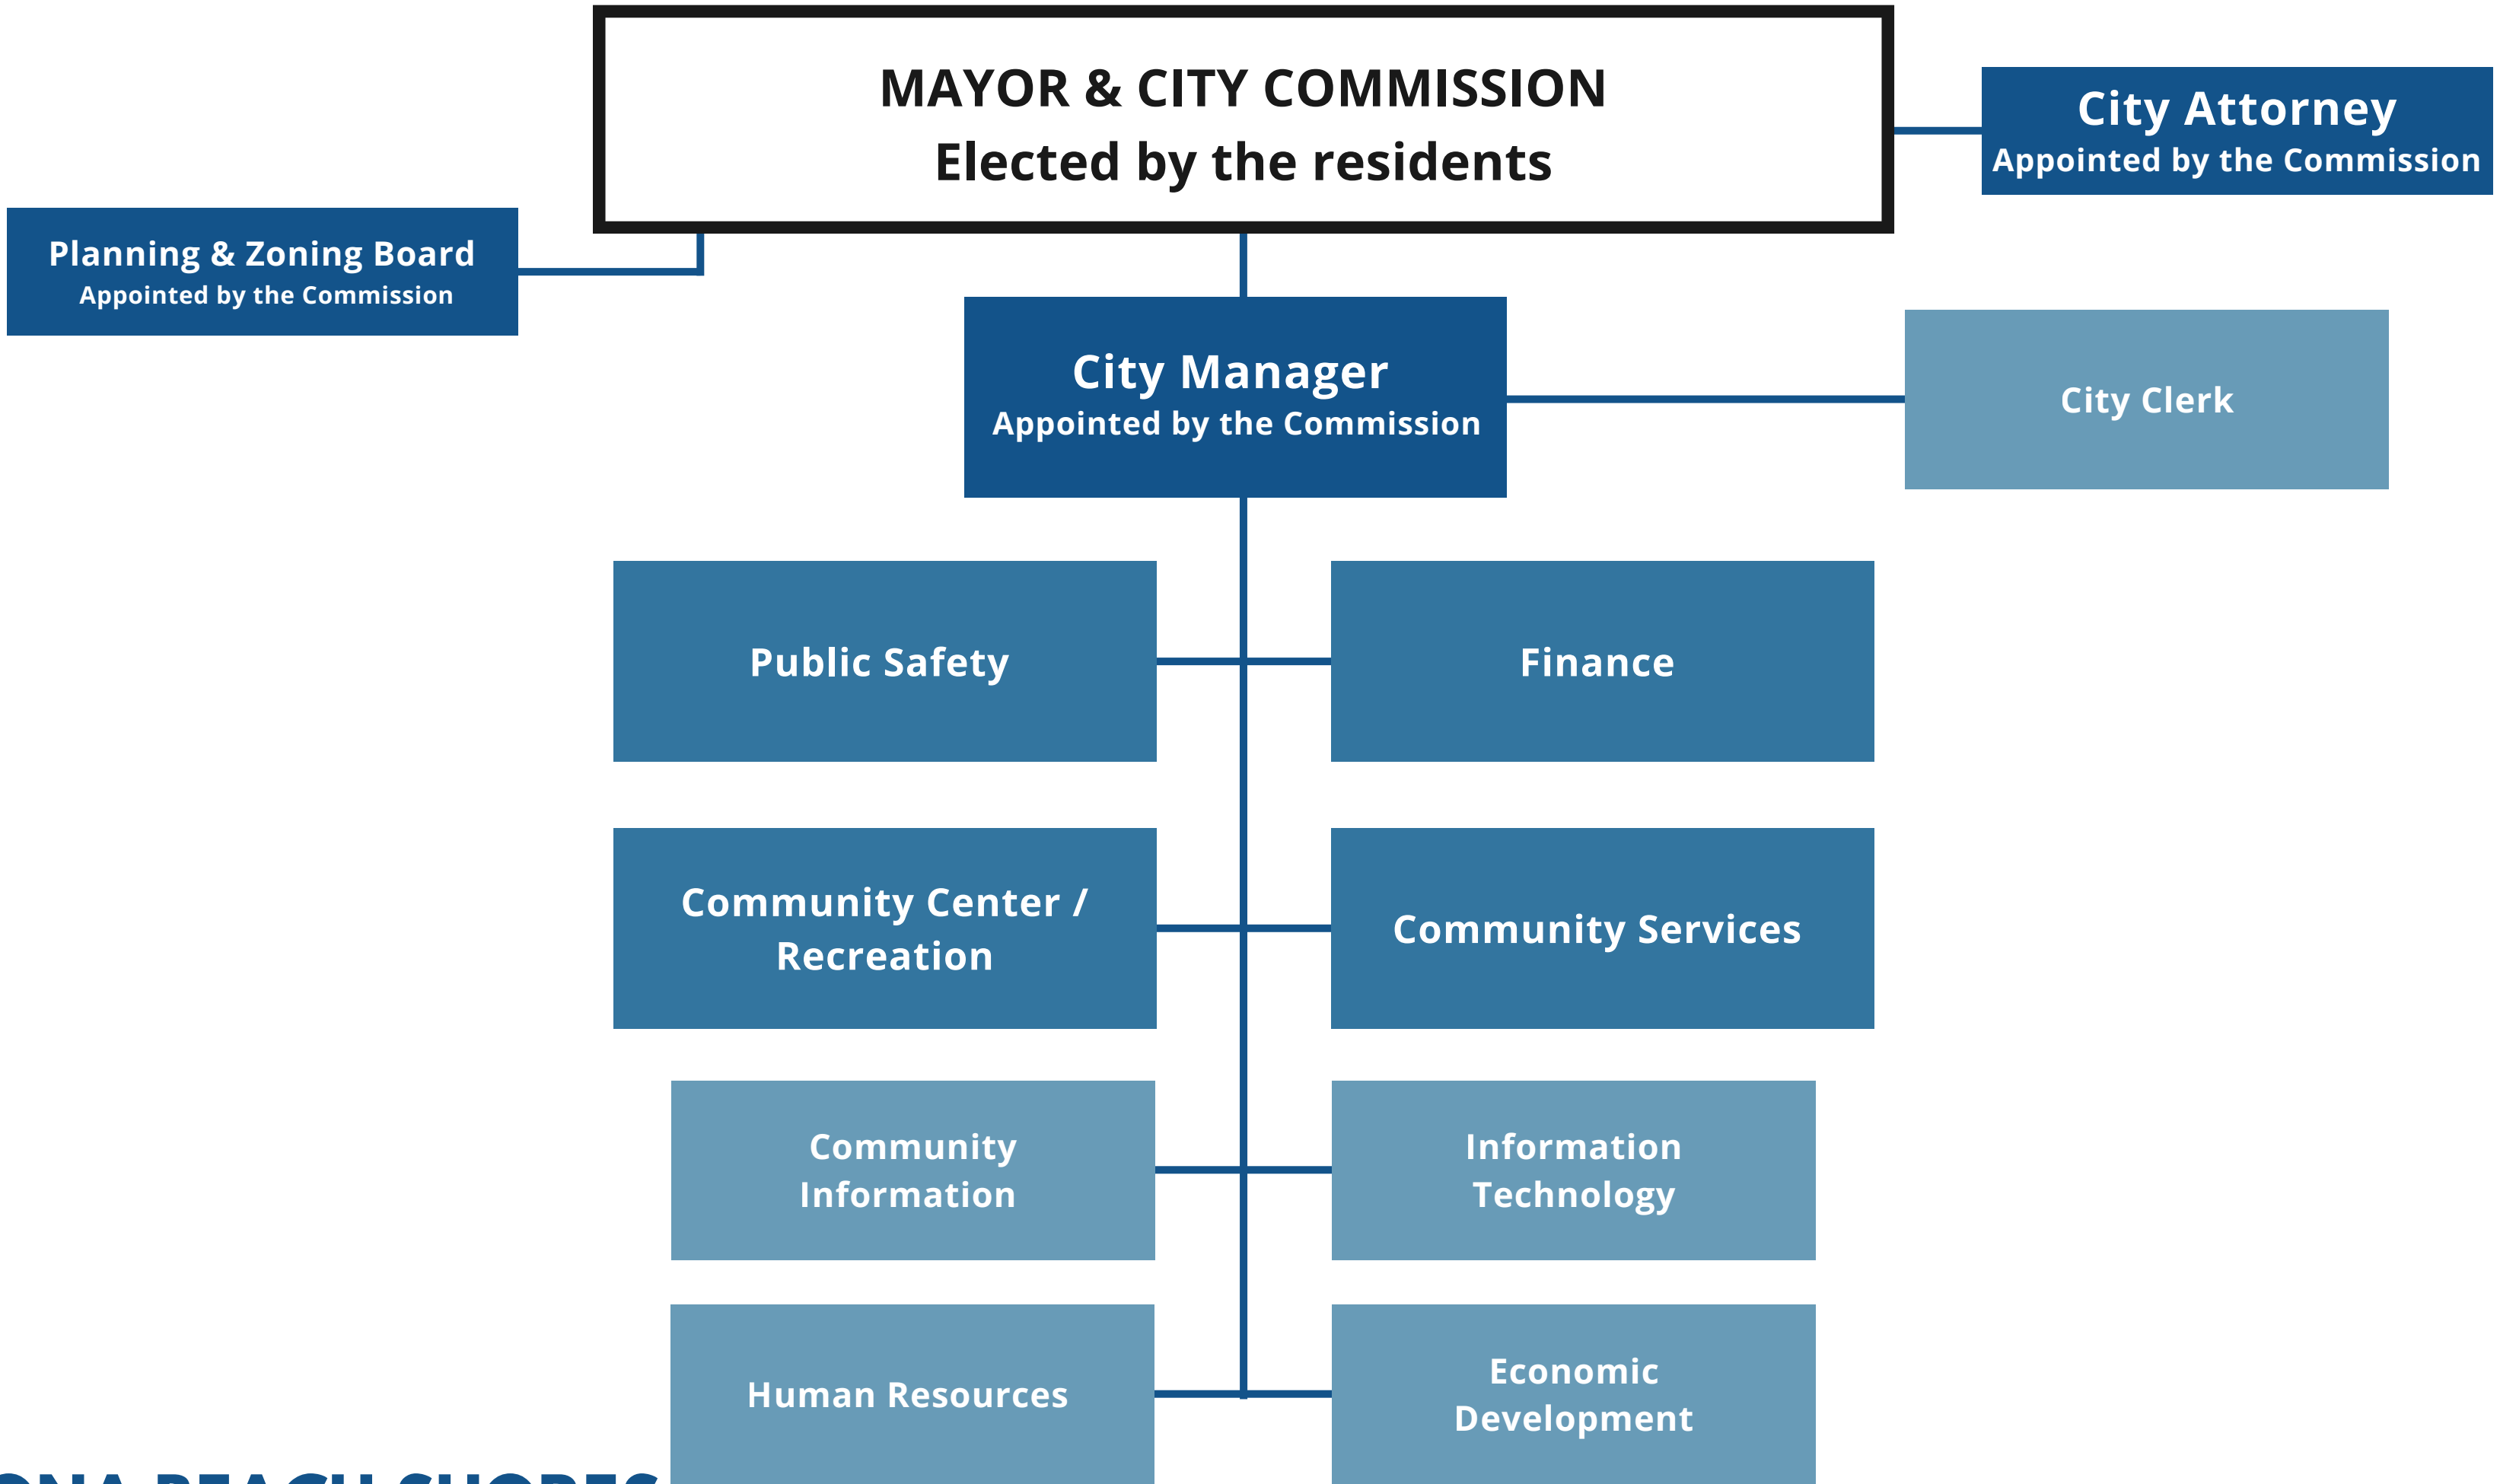 MAYOR & CITY COMMISSION
Elected by the residents
City Attorney
Appointed by the Commission
Planning & Zoning Board
Appointed by the Commission
City Manager
Appointed by the Commission
City Clerk
Public Safety
Finance
Community Center /
Recreation
Community Services
Community
Information
Information
Technology
Human Resources
Economic
Development
BEACH SHORES